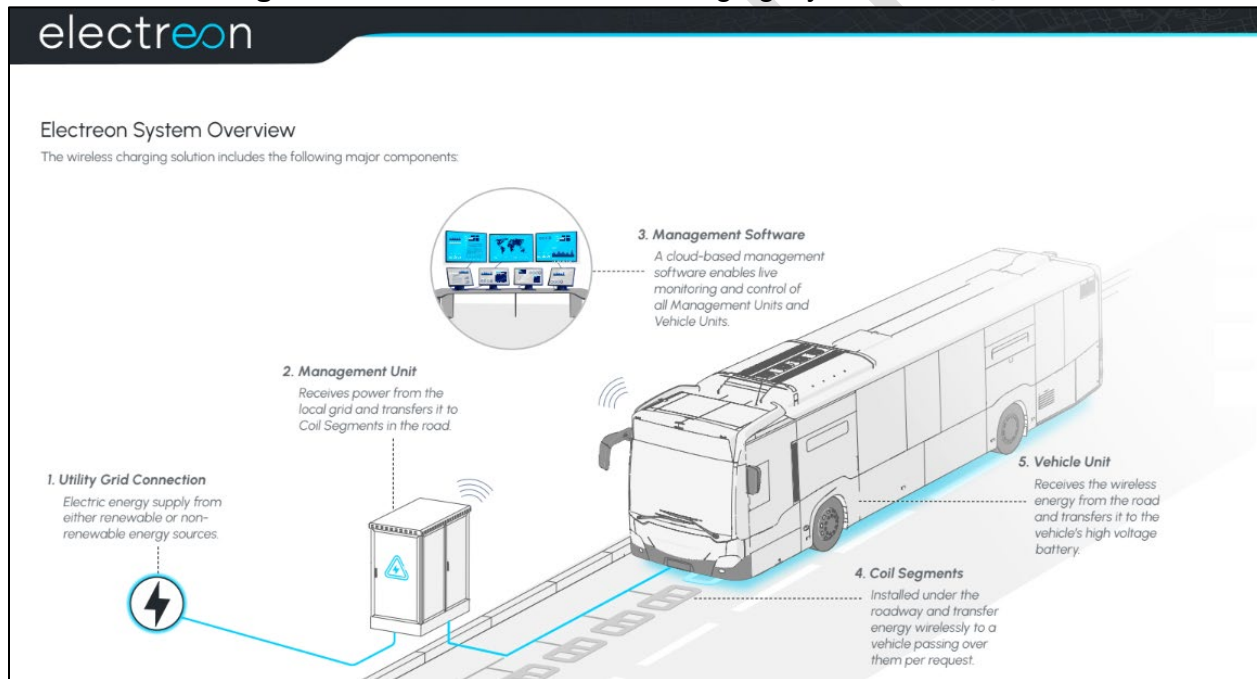 electreon
Electreon System Overview
The wireless charging solution includes the following major components:
3. Management Software
A cloud-based management
software enables live
monitoring and control of
all Management Units and
Vehicle Units.
2. Management Unit
Receives power from the
local grid and transfers it to
Coil Segments in the road.
1. Utility Grid Connection
Electric energy supply from
either renewable or non-
renewable energy sources.
5. Vehicle Unit
Receives the wireless
energy from the road
and transfers it to the
vehicle's high voltage
battery.
4. Coil Segments
Installed under the
roadway and transfer
energy wirelessly to a
vehicle passing over
them per request.